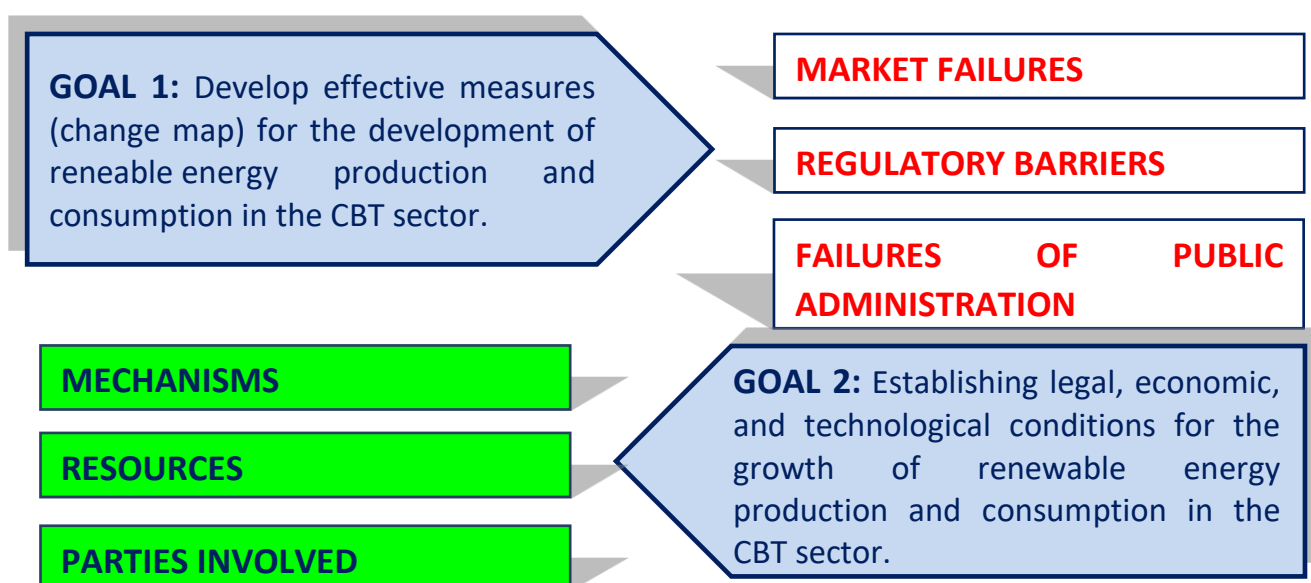 GOAL 1: Develop effective measures
(change map) for the development of
reneable energy production and
consumption in the CBT sector.
MARKET FAILURES
REGULATORY BARRIERS
FAILURES OF PUBLIC
ADMINISTRATION
MECHANISMS
RESOURCES
PARTIES INVOLVED
GOAL 2: Establishing legal, economic,
and technological conditions for the
growth of renewable energy
production and consumption in the
CBT sector.